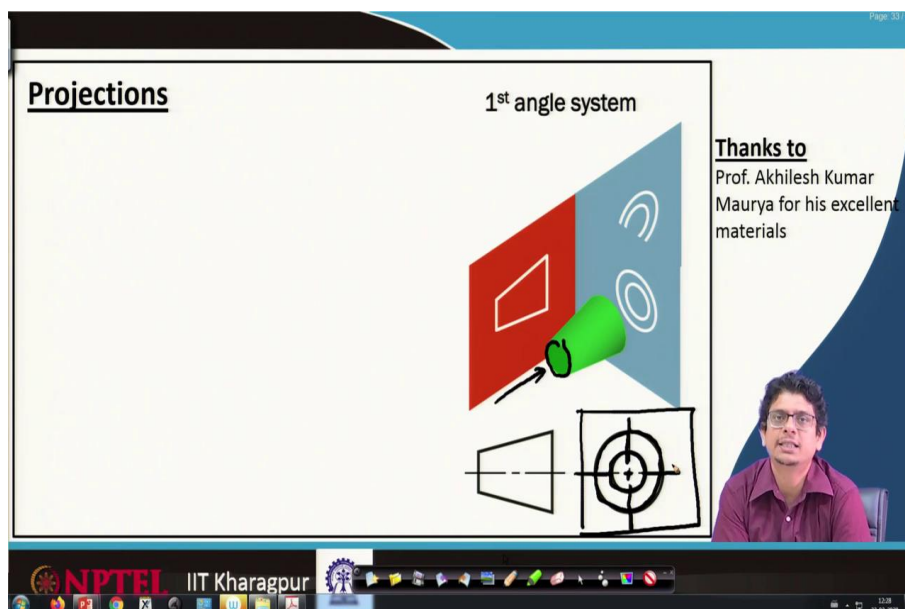 Page: 33/
Projections
1st angle system
Thanks to
Prof. Akhilesh Kumar
Maurya for his excellent
materials
NPTEL IIT Kharagpur
12:28